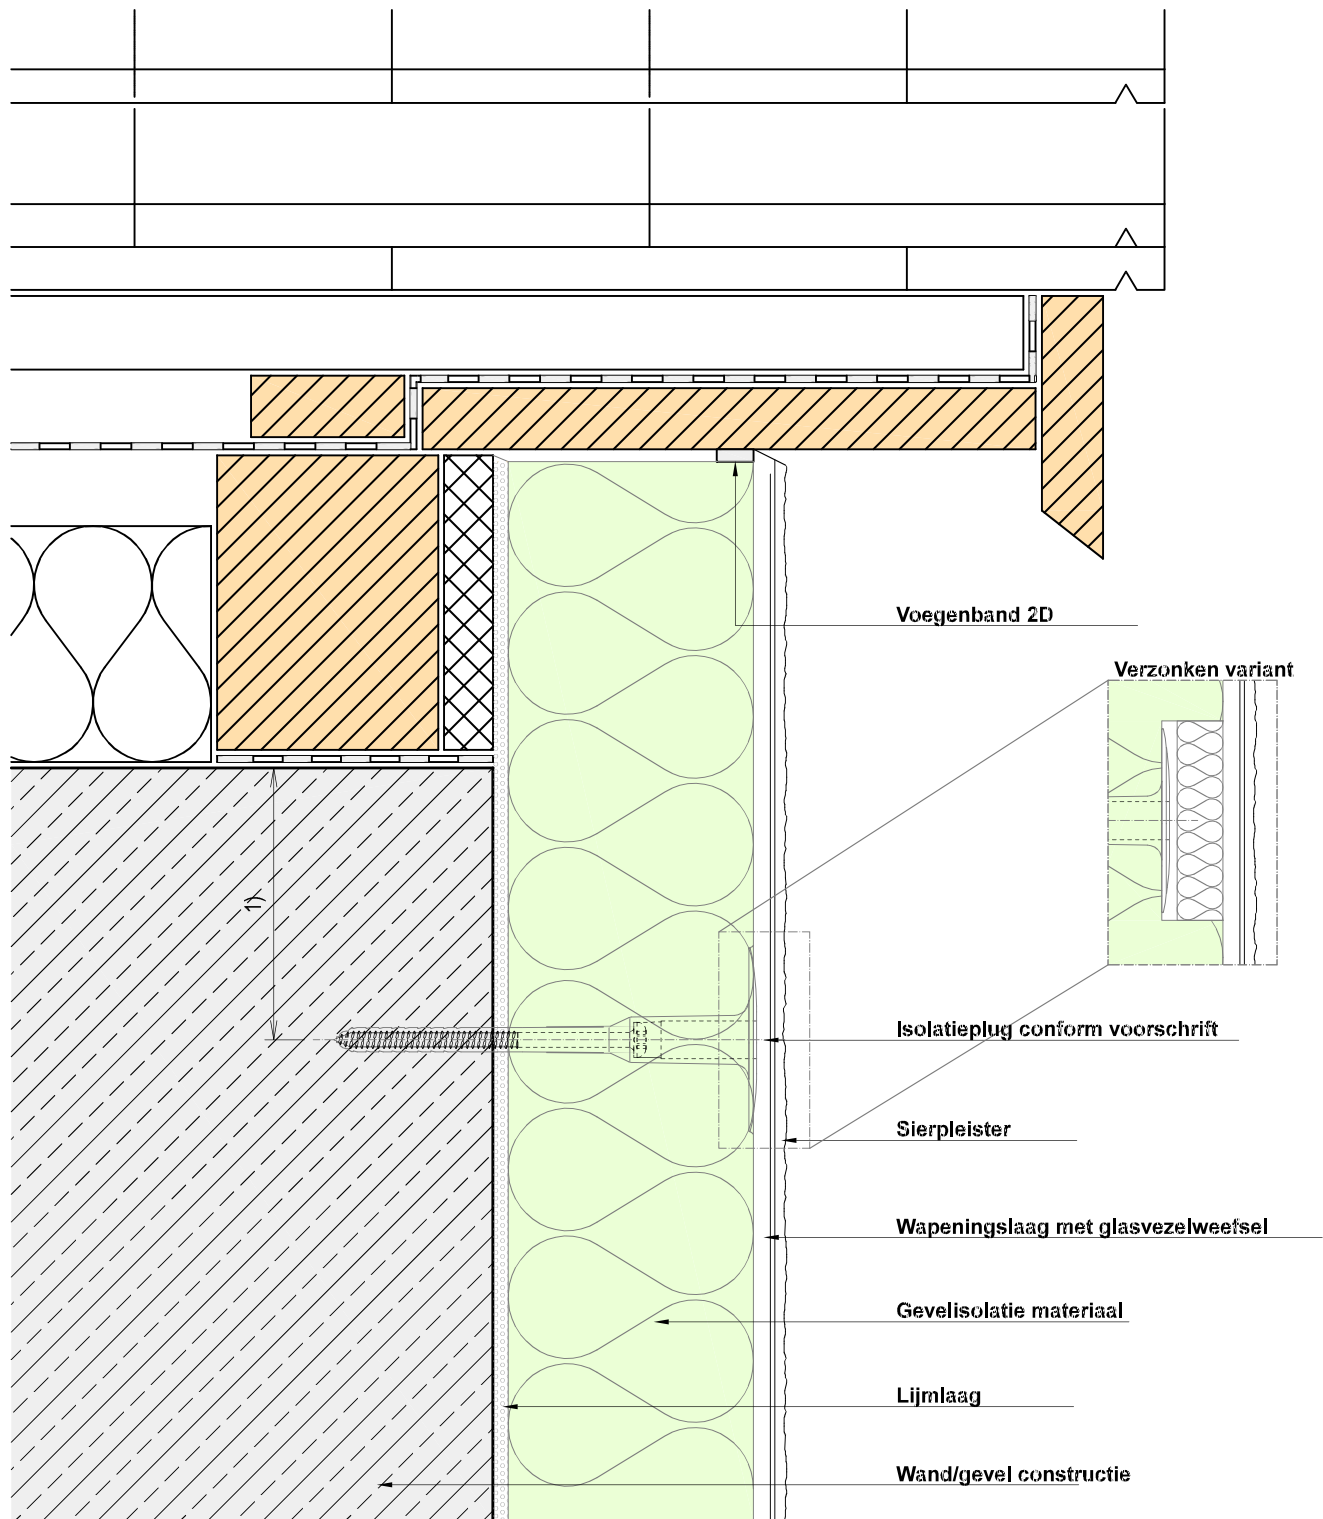 Voegenband 2D
Verzonken variant
1)
Isolatieplug conform voorschrift
Sierpleister
Wapeningslaag met glasvezelweefsel
Gevelisolatie materiaal
Lijmlaag
Wand/gevel constructie